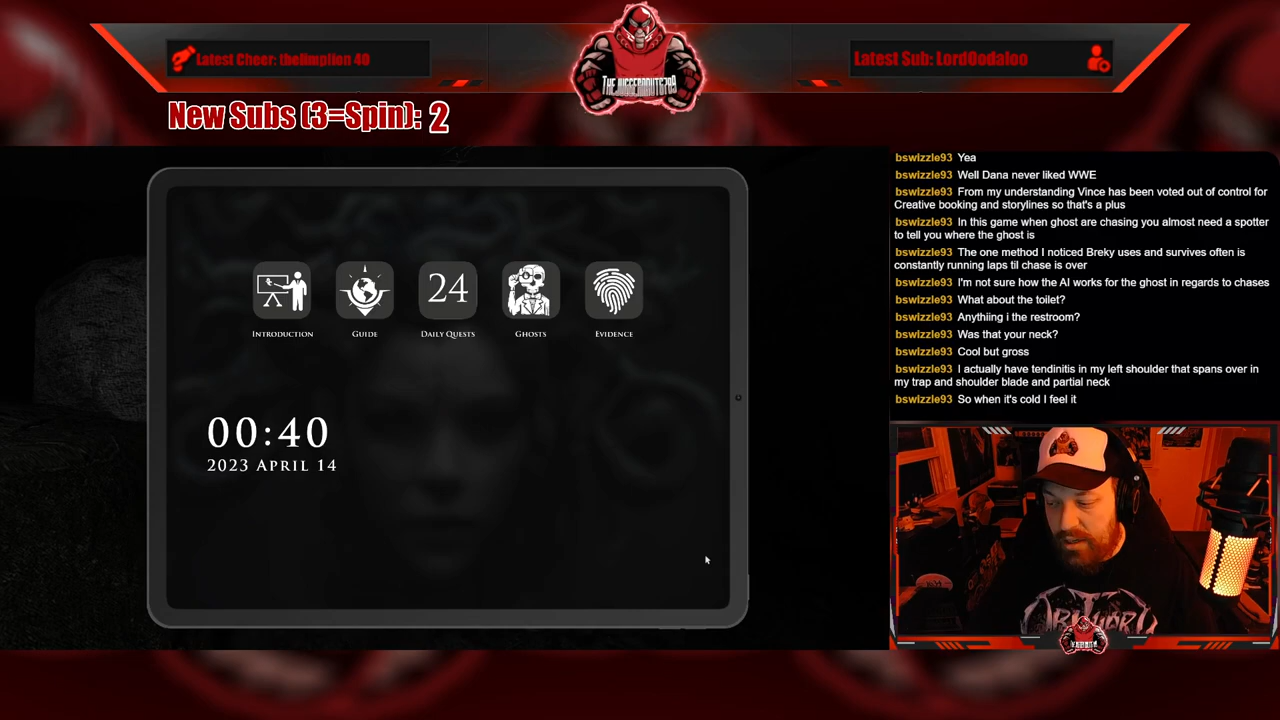 Latest Cheer: thelimplion 40
THEJUGGERNAUT6789
Latest Sub: LordOodaloo
New Subs (3=Spin): 2
INTRODUCTION
GUIDE
24
DAILY QUESTS
GHOSTS
EVIDENCE
00:40
2023 APRIL 14
bswizzle93 Yea
bswizzle93 Well Dana never liked WWE
bswizzle93 From my understanding Vince has been voted out of control for
Creative booking and storylines so that's a plus
bswizzle93 In this game when ghost are chasing you almost need a spotter
to tell you where the ghost is
bswizzle93 The one method I noticed Breky uses and survives often is
constantly running laps til chase is over
bswizzle93 I'm not sure how the AI works for the ghost in regards to chases
bswizzle93 What about the toilet?
bswizzle93 Anythiing i the restroom?
bswizzle93 Was that your neck?
bswizzle93 Cool but gross
bswizzle93 I actually have tendinitis in my left shoulder that spans over in
my trap and shoulder blade and partial neck
bswizzle93 So when it's cold I feel it